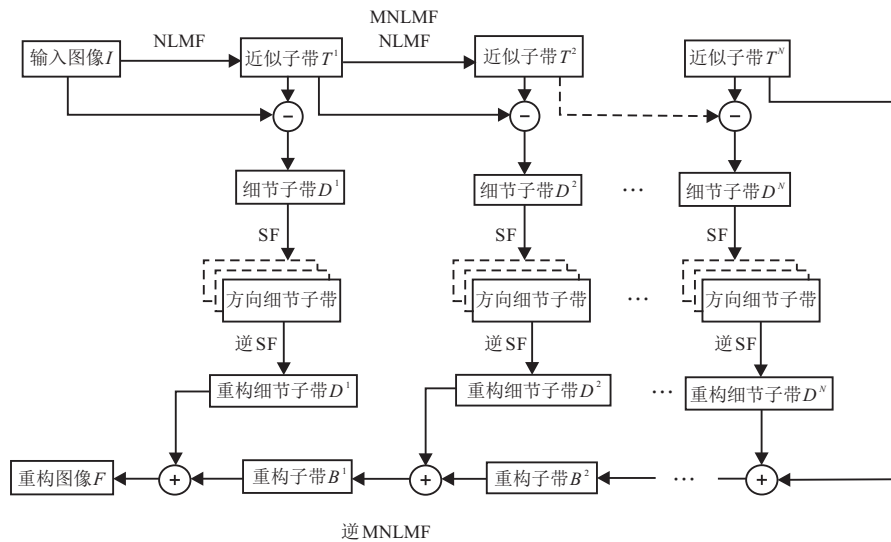 MNLMF
输入图像I NLMF 近似子带T¹ NLMF 近似子带T² 近似子带Tᴺ
− − −
细节子带D¹ 细节子带D² … 细节子带Dᴺ
SF SF SF
方向细节子带 方向细节子带 … 方向细节子带
逆SF 逆SF 逆SF
重构细节子带D¹ 重构细节子带D² … 重构细节子带Dᴺ
重构图像F + 重构子带B¹ + 重构子带B² … +
逆MNLMF